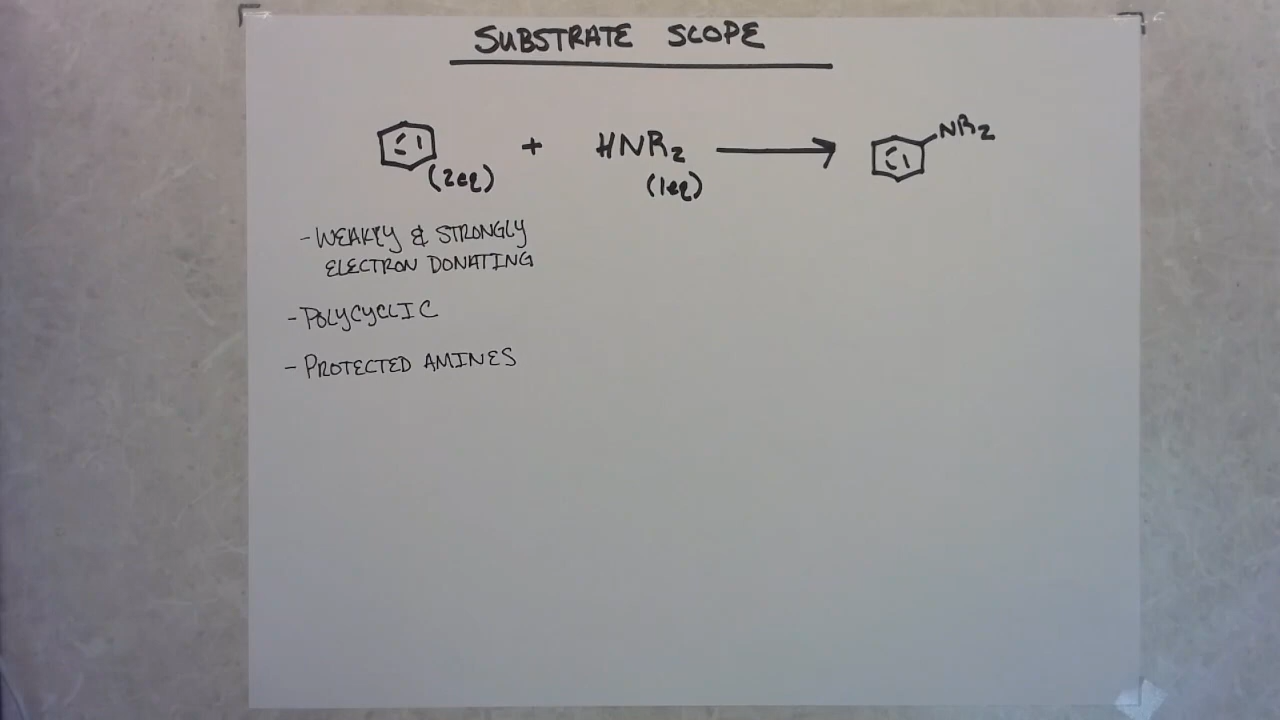 SUBSTRATE SCOPE
+ HNR2 → NR2
(2eq) (1eq)
- WEAKLY & STRONGLY
ELECTRON DONATING
- POLYCYCLIC
- PROTECTED AMINES